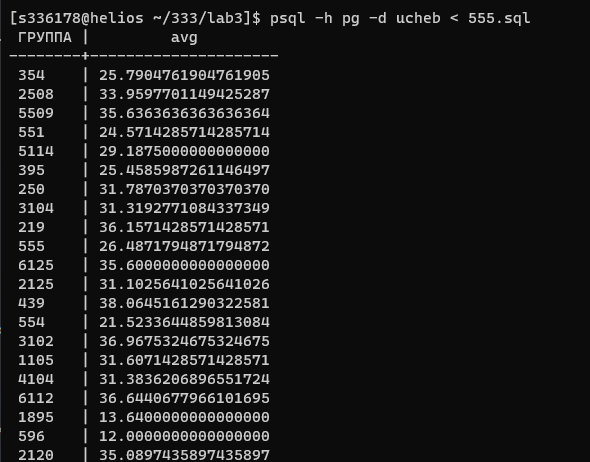 [s336178@helios ~/333/lab3]$ psql -h pg -d ucheb < 555.sql
 ГРУППА |         avg
--------+---------------------
 354    | 25.7904761904761905
 2508   | 33.9597701149425287
 5509   | 35.6363636363636364
 551    | 24.5714285714285714
 5114   | 29.1875000000000000
 395    | 25.4585987261146497
 250    | 31.7870370370370370
 3104   | 31.3192771084337349
 219    | 36.1571428571428571
 555    | 26.4871794871794872
 6125   | 35.6000000000000000
 2125   | 31.1025641025641026
 439    | 38.0645161290322581
 554    | 21.5233644859813084
 3102   | 36.9675324675324675
 1105   | 31.6071428571428571
 4104   | 31.3836206896551724
 6112   | 36.6440677966101695
 1895   | 13.6400000000000000
 596    | 12.0000000000000000
 2120   | 35.0897435897435897